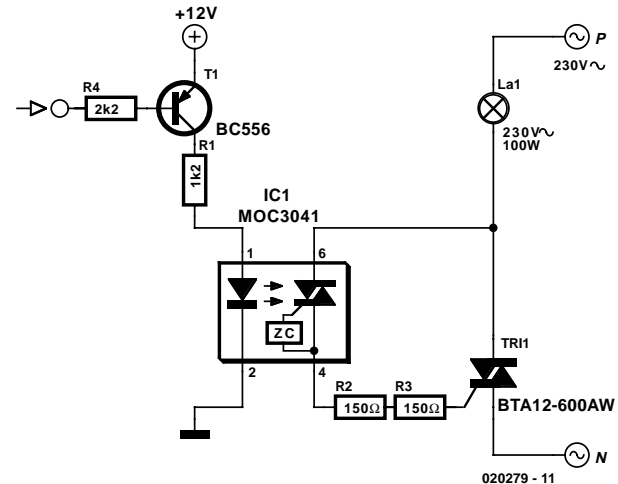 +12V
P
230V~
T1
R4
2k2
BC556
R1
1k2
La1
230V~
100W
IC1
MOC3041
1
6
ZC
2
4
R2
150Ω
R3
150Ω
TRI1
BTA12-600AW
N
020279 - 11